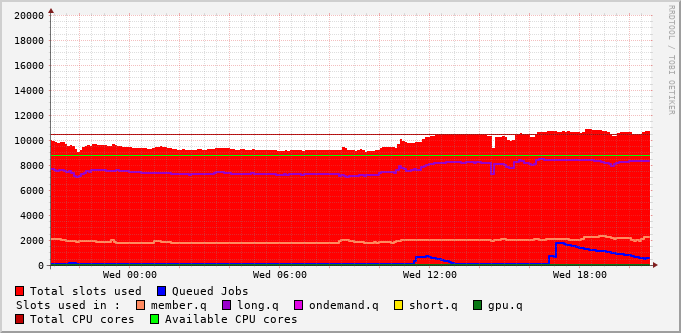 20000
18000
16000
14000
12000
10000
8000
6000
4000
2000
0
Wed 00:00 Wed 06:00 Wed 12:00 Wed 18:00
RRDTOOL / TOBI OETIKER
Total slots used Queued Jobs
Slots used in : member.q long.q ondemand.q short.q gpu.q
Total CPU cores Available CPU cores